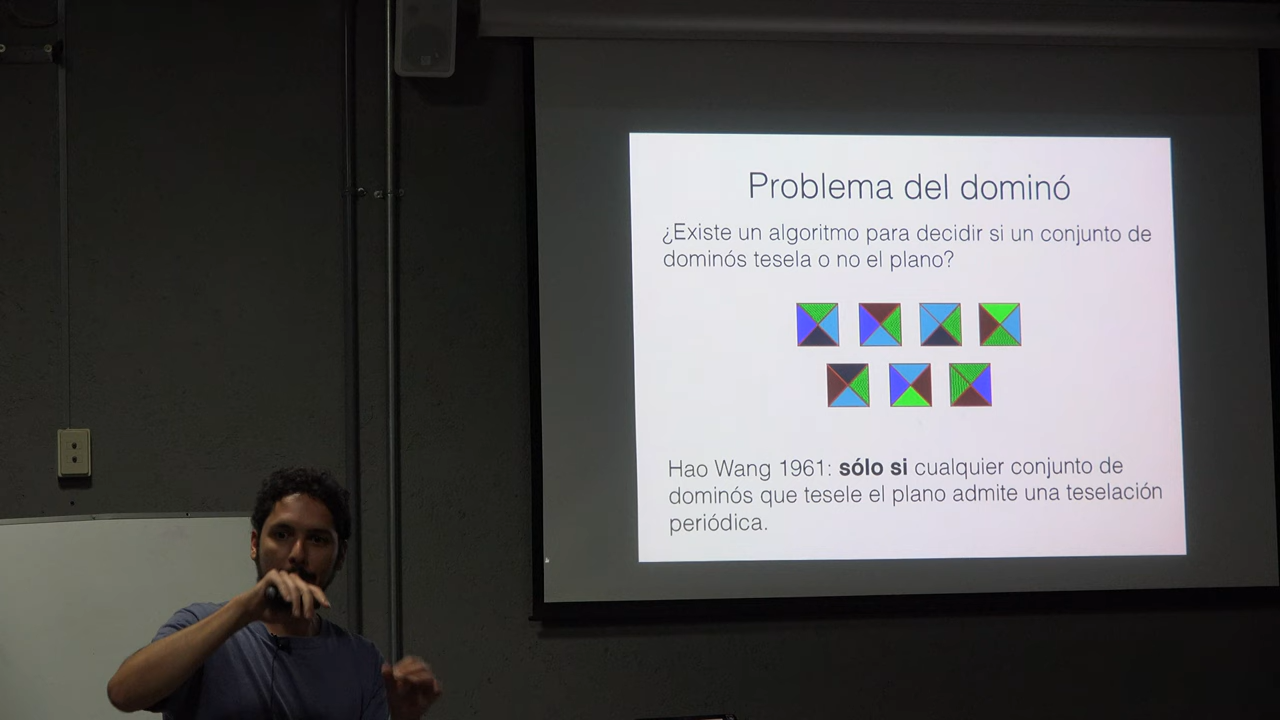 Problema del dominó
¿Existe un algoritmo para decidir si un conjunto de
dominós tesela o no el plano?
Hao Wang 1961: sólo si cualquier conjunto de
dominós que tesele el plano admite una teselación
periódica.